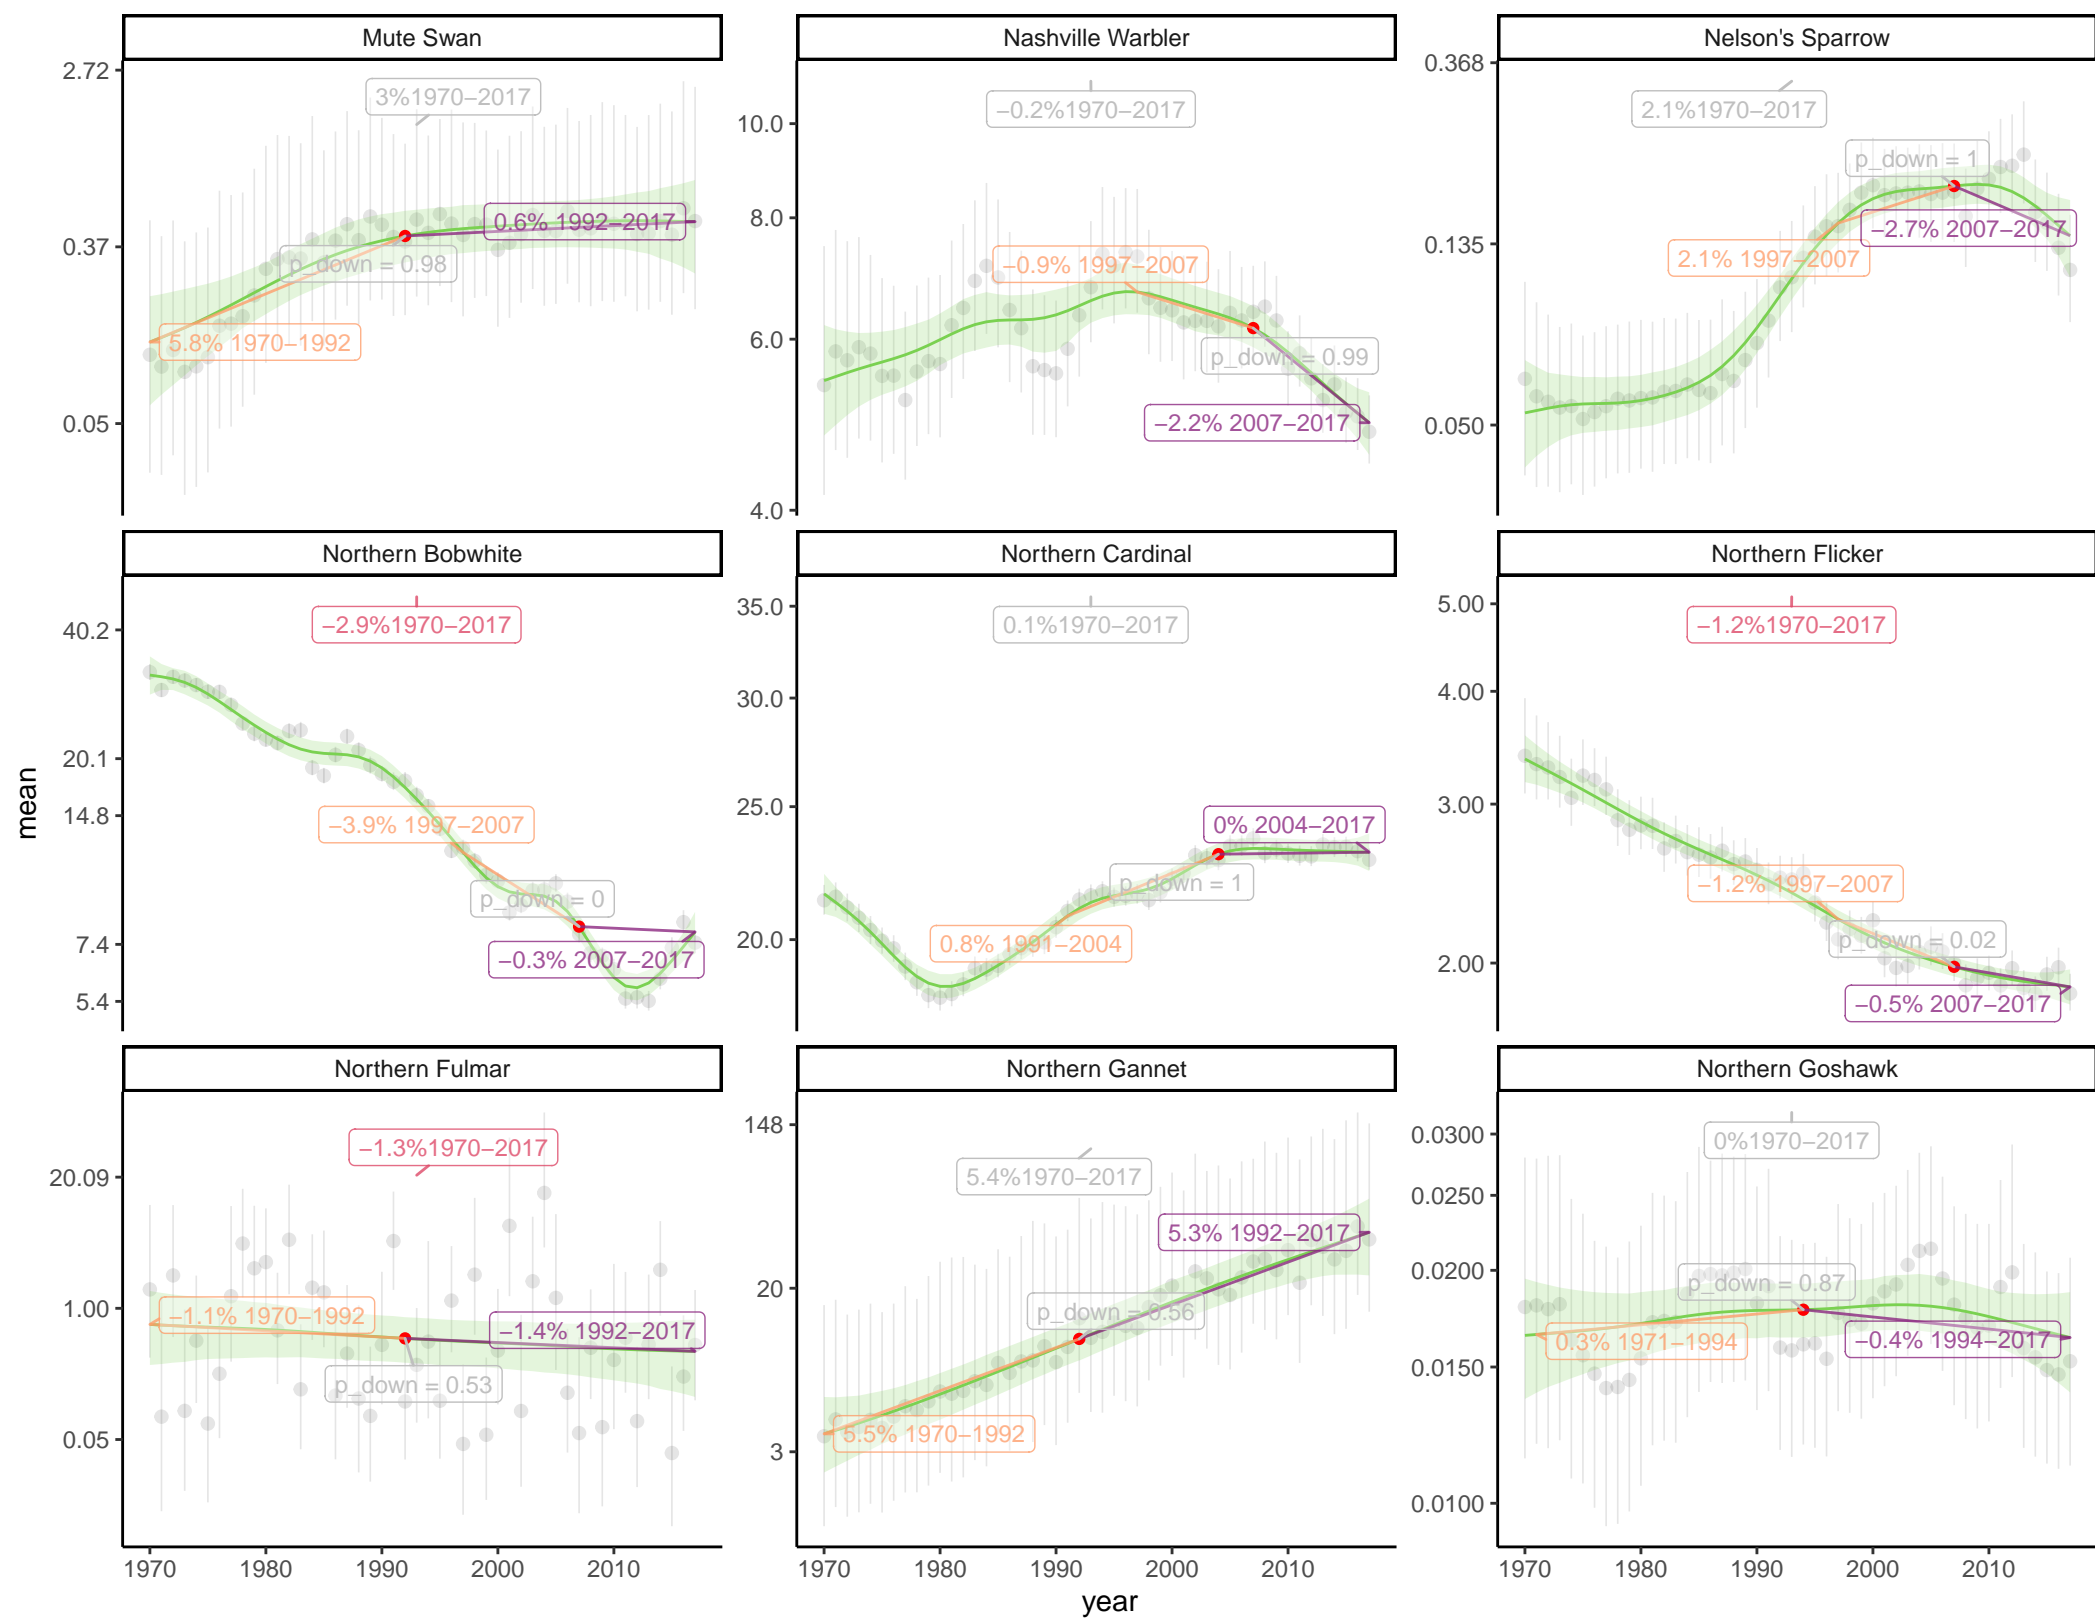 Mute Swan
Nashville Warbler
Nelson's Sparrow
2.72
0.37
0.05
3%1970−2017
0.6% 1992−2017
p_down = 0.98
5.8% 1970−1992
10.0
8.0
6.0
4.0
−0.2%1970−2017
−0.9% 1997−2007
p_down = 0.99
−2.2% 2007−2017
0.368
0.135
0.050
2.1%1970−2017
p_down = 1
−2.7% 2007−2017
2.1% 1997−2007
Northern Bobwhite
Northern Cardinal
Northern Flicker
mean
40.2
20.1
14.8
7.4
5.4
−2.9%1970−2017
−3.9% 1997−2007
p_down = 0
−0.3% 2007−2017
35.0
30.0
25.0
20.0
0.1%1970−2017
0% 2004−2017
p_down = 1
0.8% 1991−2004
5.00
4.00
3.00
2.00
−1.2%1970−2017
−1.2% 1997−2007
p_down = 0.02
−0.5% 2007−2017
Northern Fulmar
Northern Gannet
Northern Goshawk
20.09
1.00
0.05
−1.3%1970−2017
−1.1% 1970−1992
−1.4% 1992−2017
p_down = 0.53
148
20
3
5.4%1970−2017
5.3% 1992−2017
p_down = 0.56
5.5% 1970−1992
0.0300
0.0250
0.0200
0.0150
0.0100
0%1970−2017
p_down = 0.87
0.3% 1971−1994
−0.4% 1994−2017
1970 1980 1990 2000 2010
1970 1980 1990 2000 2010
1970 1980 1990 2000 2010
year